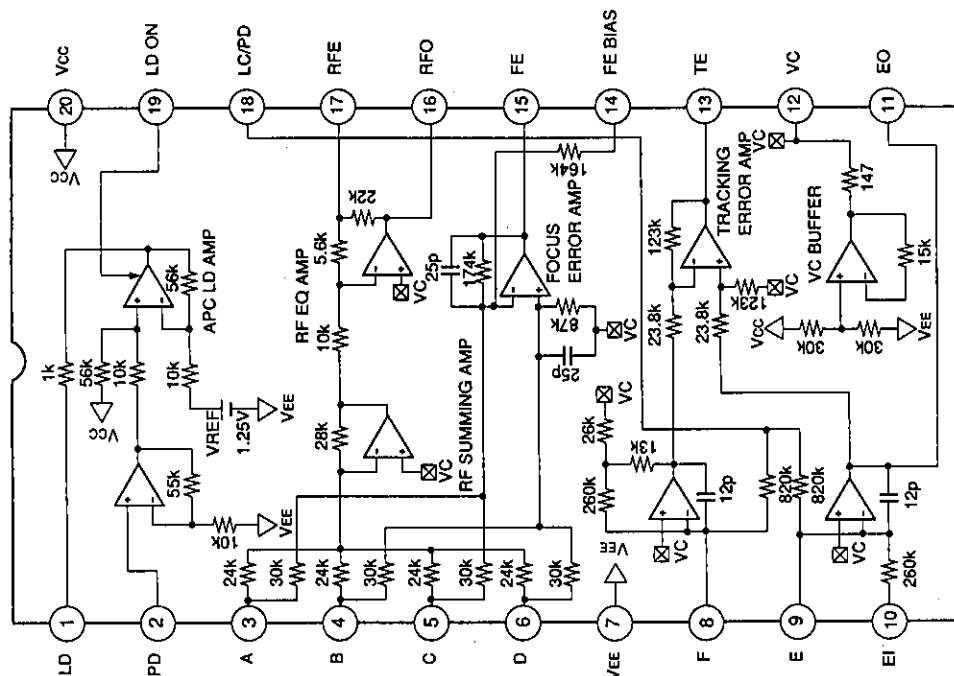 20 19 18 17 16 15 14 13 12 11
VCC
LD ON
LC/PD
RFE
RFO
FE
FE BIAS
TE
VC
EO
VCC
1k
56k
10k
10k
56k
APC LD AMP
VCC
VREF
1.25V
VEE
55k
10k
VEE
RF EQ AMP
22k
5.6k
10k
28k
VC
VC
RF SUMMING AMP
25p
174k
164k
FOCUS
ERROR AMP
87k
25p
VC
24k
30k
24k
30k
24k
30k
24k
30k
123k
TRACKING
ERROR AMP
23.8k
23.8k
123k
VC
VC
147
VC BUFFER
15k
VCC
30k
30k
VEE
VC
26k
260k
13k
12p
VC
VEE
820k
820k
VC
12p
260k
1 2 3 4 5 6 7 8 9 10
LD
PD
A
B
C
D
VEE
F
E
EI